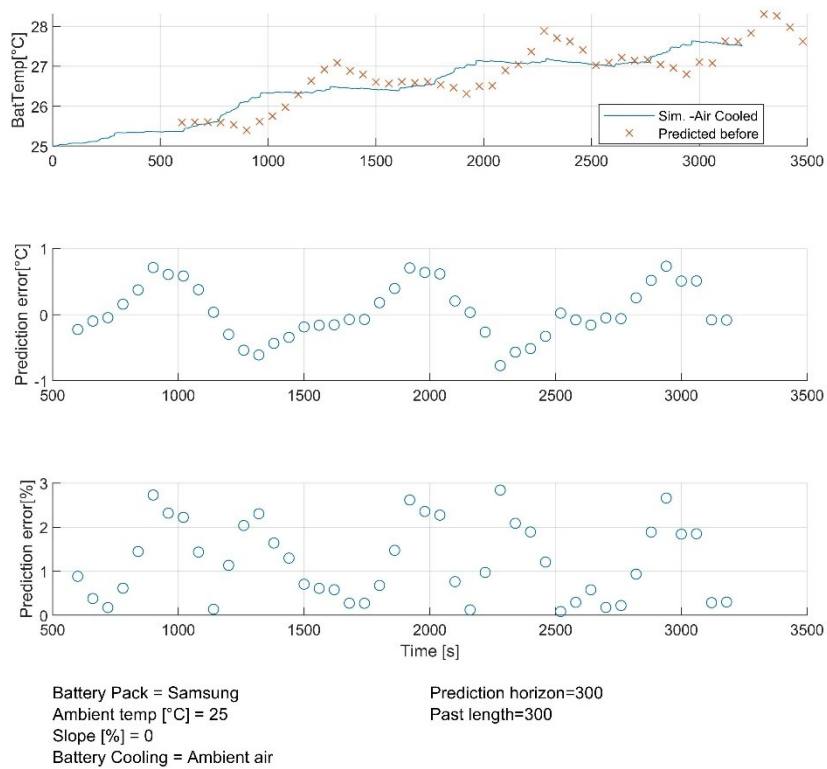 28
27
26
25
BatTemp[°C]
Sim. -Air Cooled
Predicted before
0 500 1000 1500 2000 2500 3000 3500
1
0
-1
Prediction error[°C]
500 1000 1500 2000 2500 3000 3500
3
2
1
0
Prediction error[%]
500 1000 1500 2000 2500 3000 3500
Time [s]
Battery Pack = Samsung
Ambient temp [°C] = 25
Slope [%] = 0
Battery Cooling = Ambient air
Prediction horizon=300
Past length=300